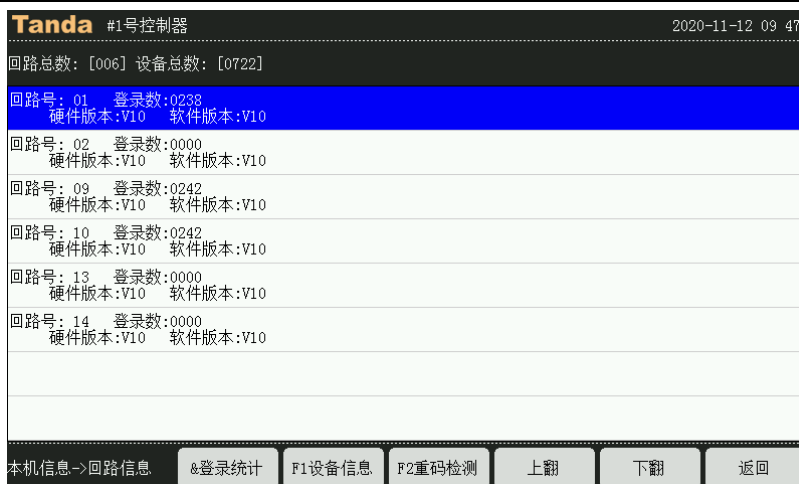 Tanda #1号控制器 2020-11-12 09 47
回路总数: [006] 设备总数: [0722]
回路号: 01 登录数:0238
硬件版本:V10 软件版本:V10
回路号: 02 登录数:0000
硬件版本:V10 软件版本:V10
回路号: 09 登录数:0242
硬件版本:V10 软件版本:V10
回路号: 10 登录数:0242
硬件版本:V10 软件版本:V10
回路号: 13 登录数:0000
硬件版本:V10 软件版本:V10
回路号: 14 登录数:0000
硬件版本:V10 软件版本:V10
本机信息->回路信息 &登录统计 F1设备信息 F2重码检测 上翻 下翻 返回